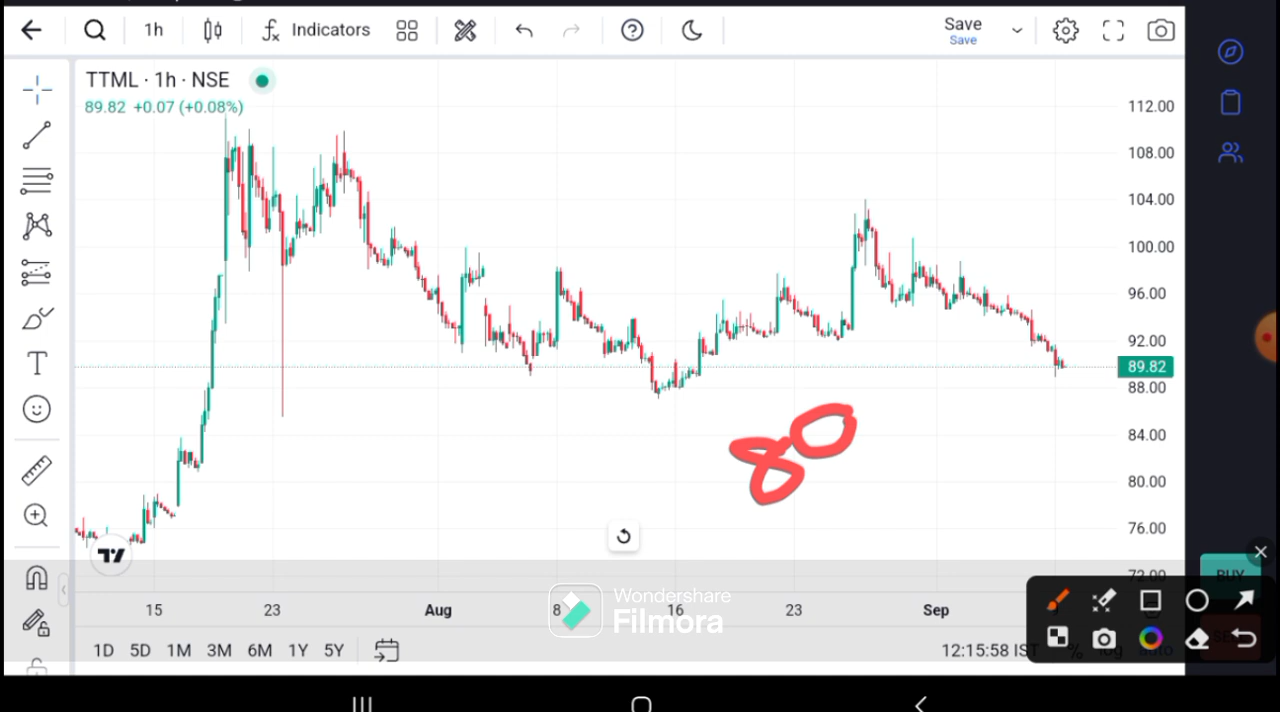 1h
Indicators
Save
Save
TTML · 1h · NSE
89.82 +0.07 (+0.08%)
112.00
108.00
104.00
100.00
96.00
92.00
89.82
88.00
84.00
80
80.00
76.00
72.00
BUY
15 23 Aug 8 16 23 Sep
Wondershare
Filmora
1D 5D 1M 3M 6M 1Y 5Y
12:15:58 IST % log auto